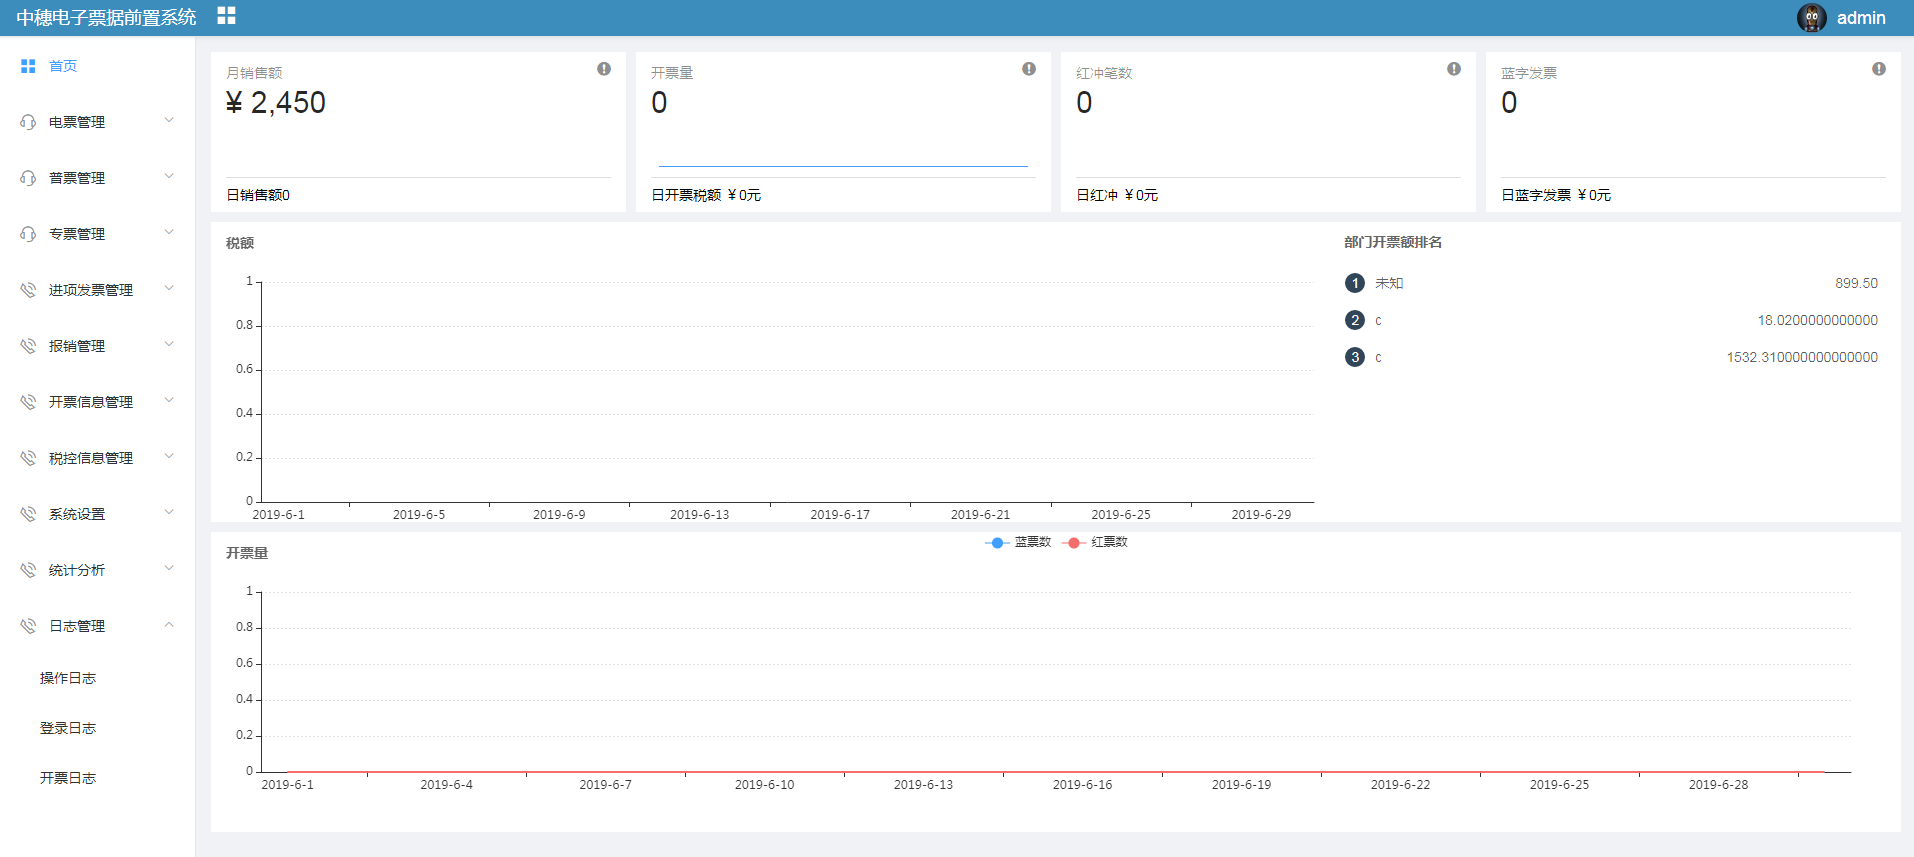 中穗电子票据前置系统
admin
首页
电票管理
普票管理
专票管理
进项发票管理
报销管理
开票信息管理
税控信息管理
系统设置
统计分析
日志管理
操作日志
登录日志
开票日志
月销售额
¥ 2,450
日销售额0
开票量
0
日开票税额 ¥ 0元
红冲笔数
0
日红冲 ¥ 0元
蓝字发票
0
日蓝字发票 ¥ 0元
税额
1
0.8
0.6
0.4
0.2
0
2019-6-1 2019-6-5 2019-6-9 2019-6-13 2019-6-17 2019-6-21 2019-6-25 2019-6-29
部门开票额排名
1 未知 899.50
2 c 18.0200000000000
3 c 1532.310000000000000
开票量
蓝票数 红票数
1
0.8
0.6
0.4
0.2
0
2019-6-1 2019-6-4 2019-6-7 2019-6-10 2019-6-13 2019-6-16 2019-6-19 2019-6-22 2019-6-25 2019-6-28